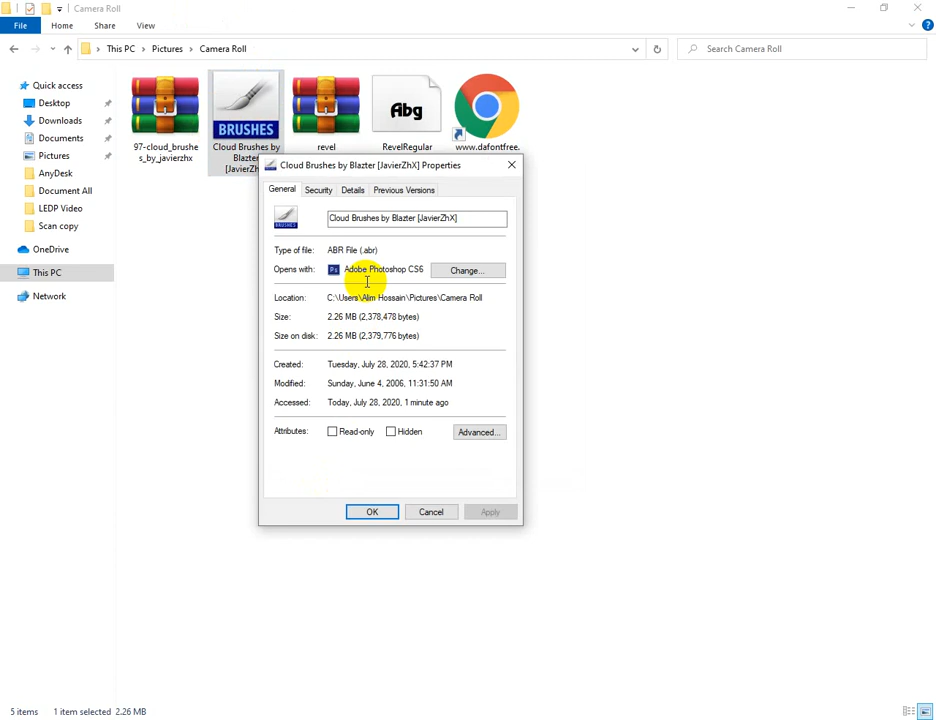 Camera Roll
File Home Share View
This PC Pictures Camera Roll
Search Camera Roll
Quick access
Desktop
Downloads
Documents
Pictures
AnyDesk
Document All
LEDP Video
Scan copy
OneDrive
This PC
Network
97-cloud_brushe
s_by_javierzhx
BRUSHES
Cloud Brushes by
Blazter
[JavierZhX]
revel
Abg
RevelRegular
www.dafontfree.
Cloud Brushes by Blazter [JavierZhX] Properties
General Security Details Previous Versions
BRUSHES
Cloud Brushes by Blazter [JavierZhX]
Type of file: ABR File (.abr)
Opens with: Ps Adobe Photoshop CS6 Change...
Location: C:\Users\Alim Hossain\Pictures\Camera Roll
Size: 2.26 MB (2,378,478 bytes)
Size on disk: 2.26 MB (2,379,776 bytes)
Created: Tuesday, July 28, 2020, 5:42:37 PM
Modified: Sunday, June 4, 2006, 11:31:50 AM
Accessed: Today, July 28, 2020, 1 minute ago
Attributes: Read-only Hidden Advanced...
OK Cancel Apply
5 items 1 item selected 2.26 MB